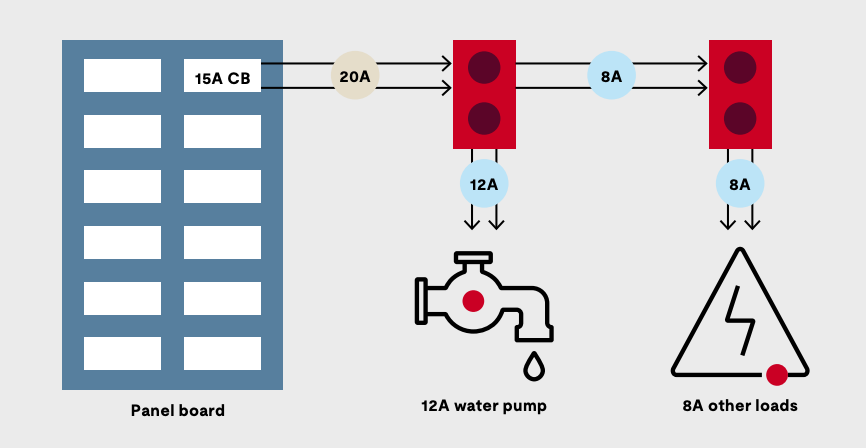 15A CB
20A
8A
12A
8A
Panel board
12A water pump
8A other loads